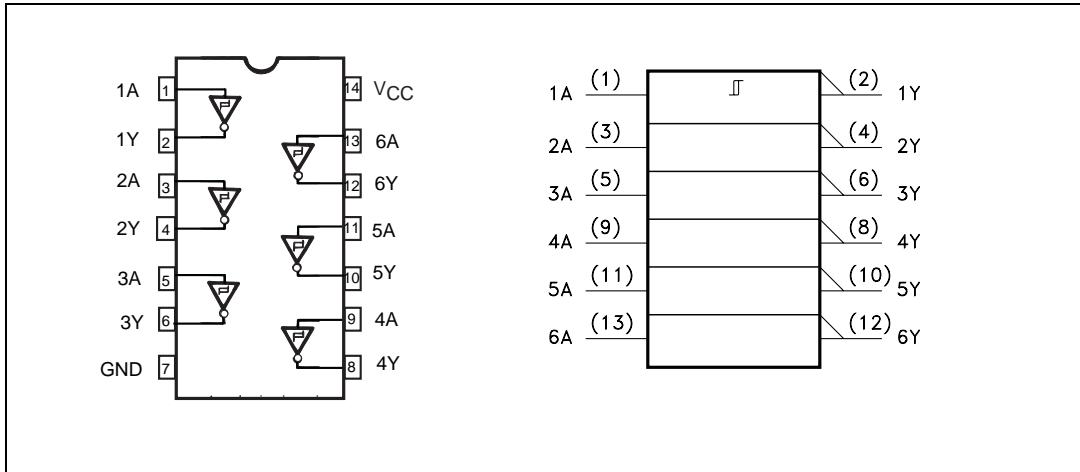 1A 1 14 VCC
1Y 2 13 6A
2A 3 12 6Y
2Y 4 11 5A
3A 5 10 5Y
3Y 6 9 4A
GND 7 8 4Y
1A (1) (2) 1Y
2A (3) (4) 2Y
3A (5) (6) 3Y
4A (9) (8) 4Y
5A (11) (10) 5Y
6A (13) (12) 6Y